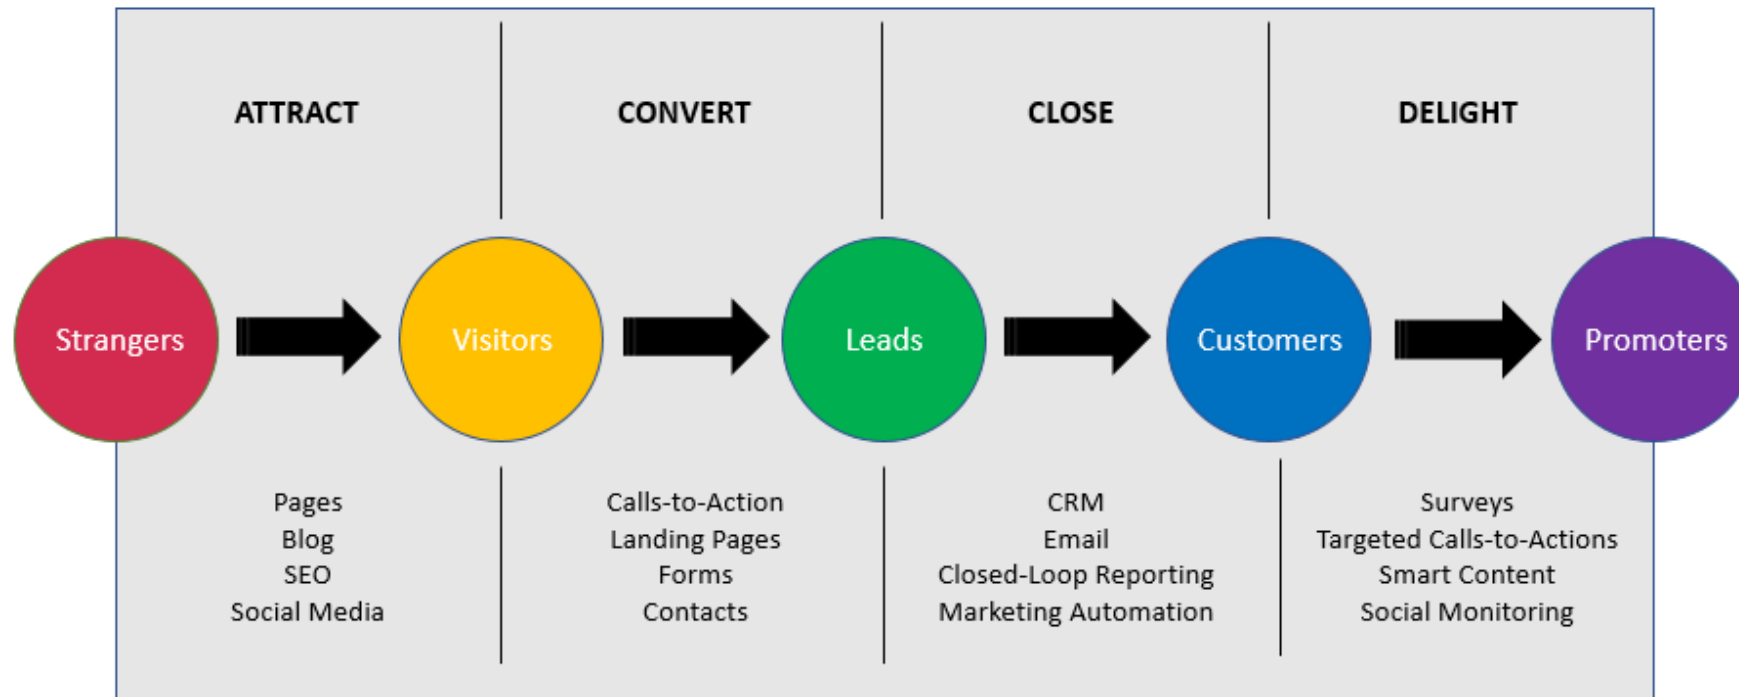 ATTRACT
CONVERT
CLOSE
DELIGHT
Strangers
Visitors
Leads
Customers
Promoters
Pages
Blog
SEO
Social Media
Calls-to-Action
Landing Pages
Forms
Contacts
CRM
Email
Closed-Loop Reporting
Marketing Automation
Surveys
Targeted Calls-to-Actions
Smart Content
Social Monitoring